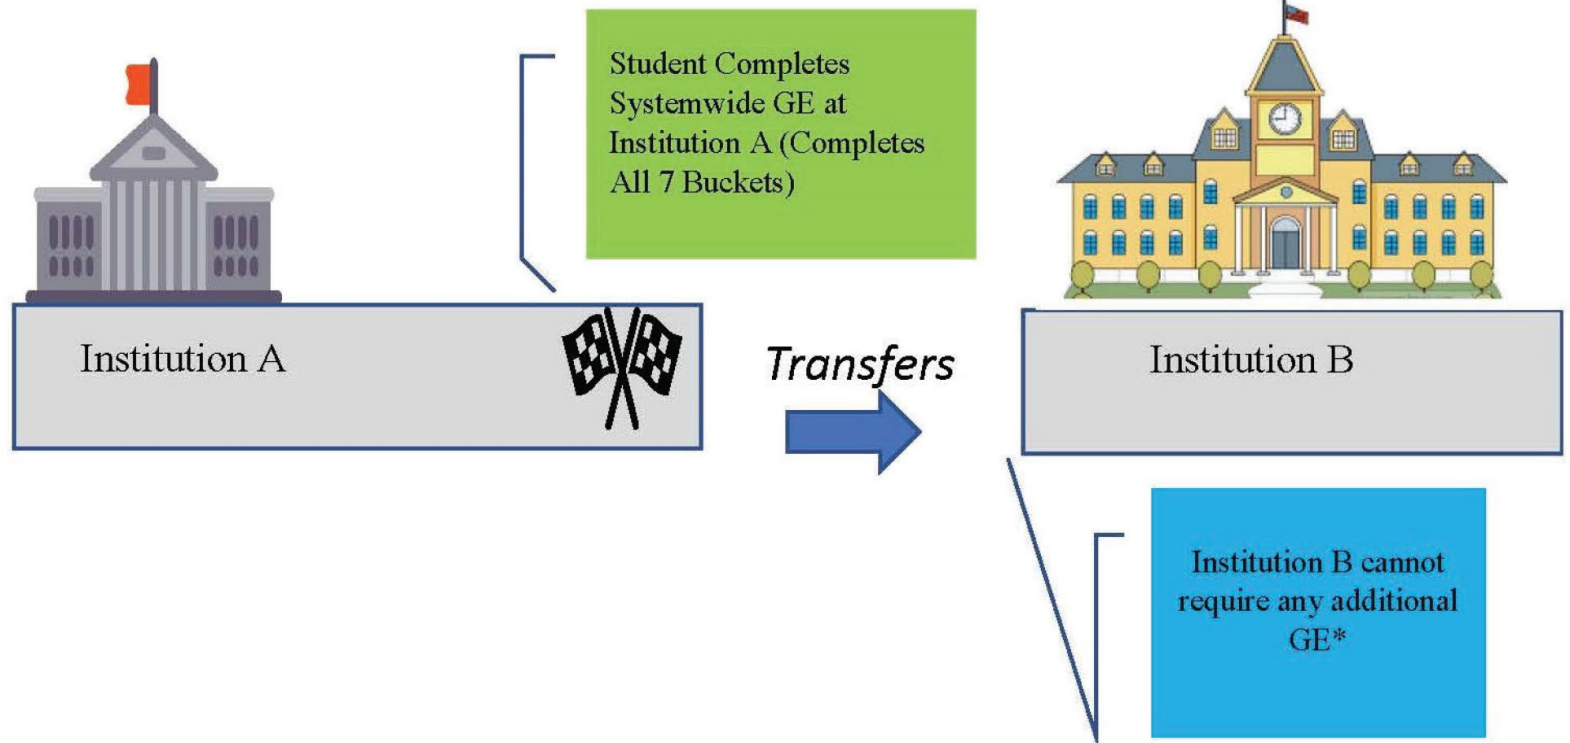 Student Completes
Systemwide GE at
Institution A (Completes
All 7 Buckets)
Institution A
Transfers
Institution B
Institution B cannot
require any additional
GE*